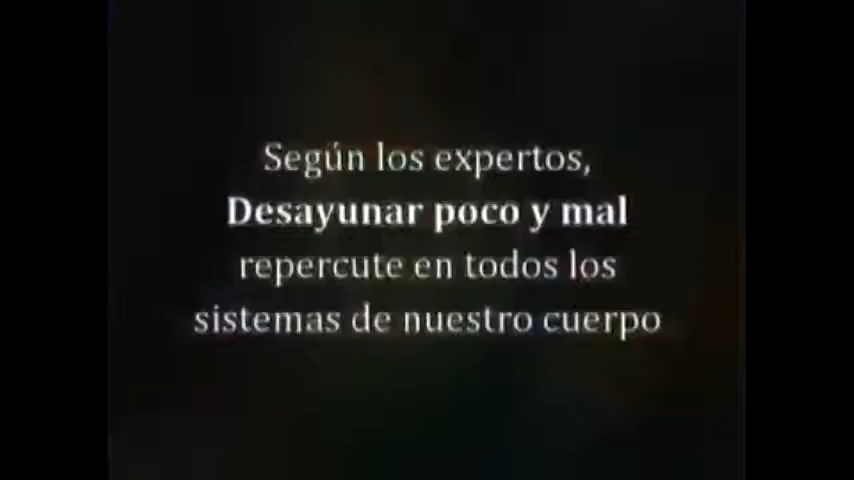 Según los expertos,
Desayunar poco y mal
repercute en todos los
sistemas de nuestro cuerpo